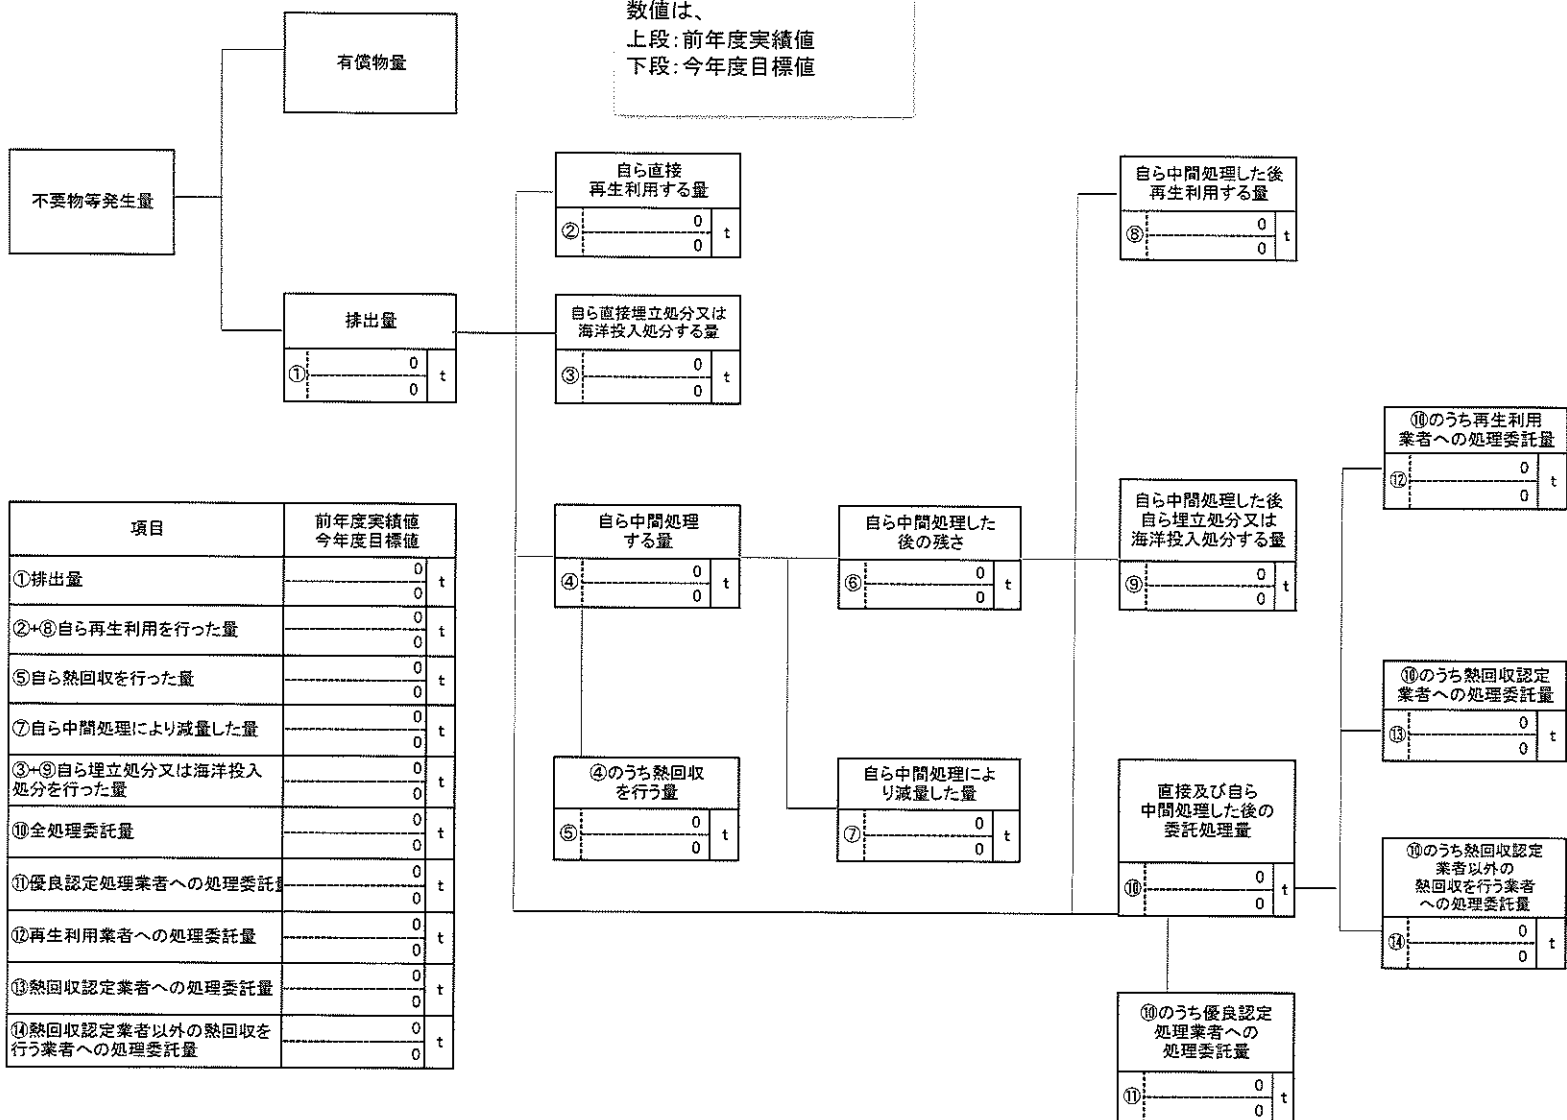 数値は、
上段:前年度実績値
下段:今年度目標値
有償物量
不要物等発生量
排出量
①
0
0
t
自ら直接
再生利用する量
②
0
0
t
自ら直接埋立処分又は
海洋投入処分する量
③
0
0
t
自ら中間処理した後
再生利用する量
⑧
0
0
t
自ら中間処理
する量
④
0
0
t
自ら中間処理した
後の残さ
⑥
0
0
t
自ら中間処理した後
自ら埋立処分又は
海洋投入処分する量
⑨
0
0
t
④のうち熱回収
を行う量
⑤
0
0
t
自ら中間処理によ
り減量した量
⑦
0
0
t
直接及び自ら
中間処理した後の
委託処理量
⑩
0
0
t
⑩のうち優良認定
処理業者への
処理委託量
⑪
0
0
t
⑩のうち再生利用
業者への処理委託量
⑫
0
0
t
⑩のうち熱回収認定
業者への処理委託量
⑬
0
0
t
⑩のうち熱回収認定
業者以外の
熱回収を行う業者
への処理委託量
⑭
0
0
t
項目
前年度実績値
今年度目標値
①排出量
0
0
t
②+⑧自ら再生利用を行った量
0
0
t
⑤自ら熱回収を行った量
0
0
t
⑦自ら中間処理により減量した量
0
0
t
③+⑨自ら埋立処分又は海洋投入
処分を行った量
0
0
t
⑩全処理委託量
0
0
t
⑪優良認定処理業者への処理委託
0
0
t
⑫再生利用業者への処理委託量
0
0
t
⑬熱回収認定業者への処理委託量
0
0
t
⑭熱回収認定業者以外の熱回収を
行う業者への処理委託量
0
0
t